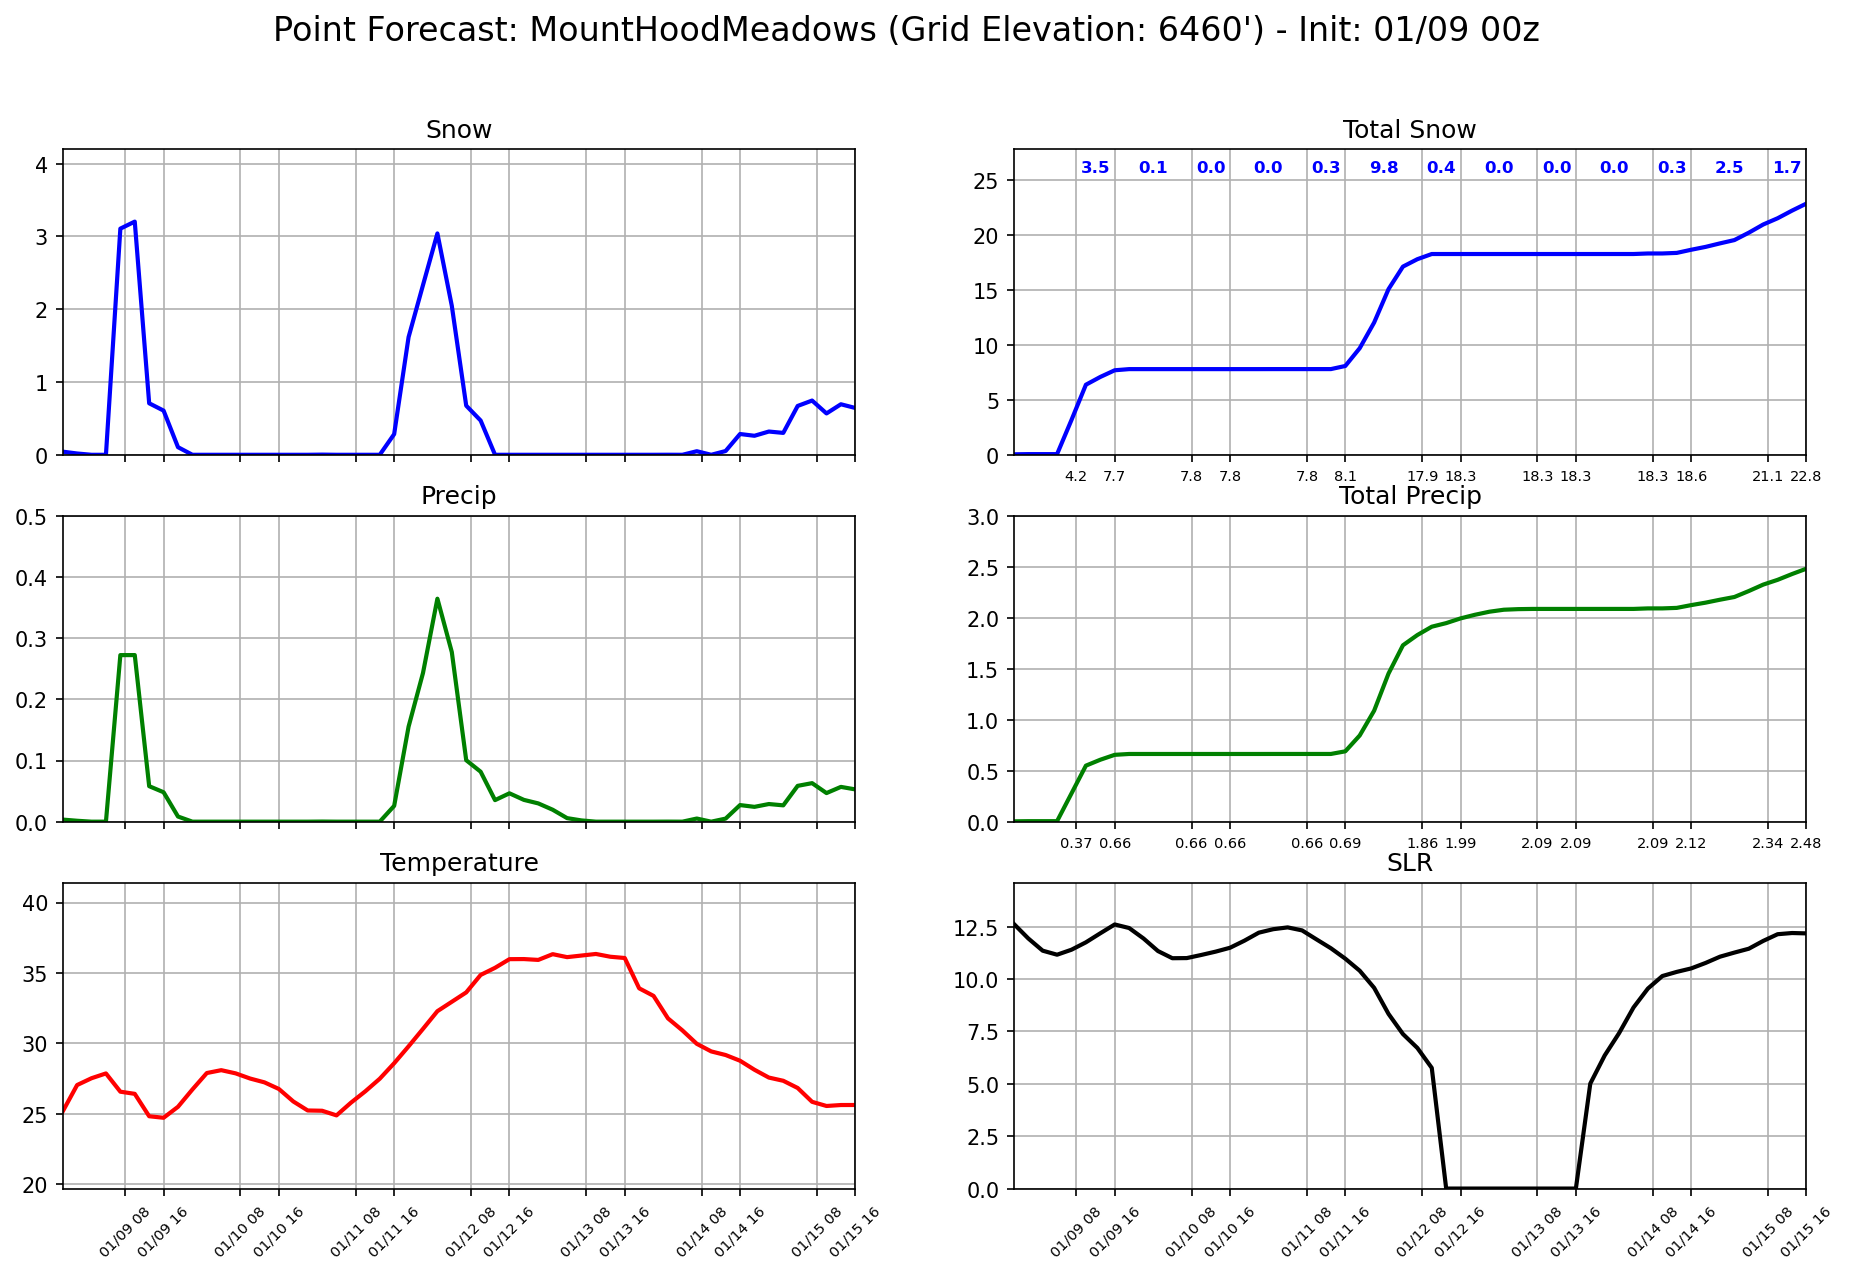 Point Forecast: MountHoodMeadows (Grid Elevation: 6460') - Init: 01/09 00z
Snow
4
3
2
1
0
Total Snow
3.5 0.1 0.0 0.0 0.3 9.8 0.4 0.0 0.0 0.0 0.3 2.5 1.7
25
20
15
10
5
0
4.2 7.7 7.8 7.8 7.8 8.1 17.9 18.3 18.3 18.3 18.3 18.6 21.1 22.8
Precip
0.5
0.4
0.3
0.2
0.1
0.0
Total Precip
3.0
2.5
2.0
1.5
1.0
0.5
0.0
0.37 0.66 0.66 0.66 0.66 0.69 1.86 1.99 2.09 2.09 2.09 2.12 2.34 2.48
Temperature
40
35
30
25
20
01/09 08 01/09 16 01/10 08 01/10 16 01/11 08 01/11 16 01/12 08 01/12 16 01/13 08 01/13 16 01/14 08 01/14 16 01/15 08 01/15 16
SLR
12.5
10.0
7.5
5.0
2.5
0.0
01/09 08 01/09 16 01/10 08 01/10 16 01/11 08 01/11 16 01/12 08 01/12 16 01/13 08 01/13 16 01/14 08 01/14 16 01/15 08 01/15 16